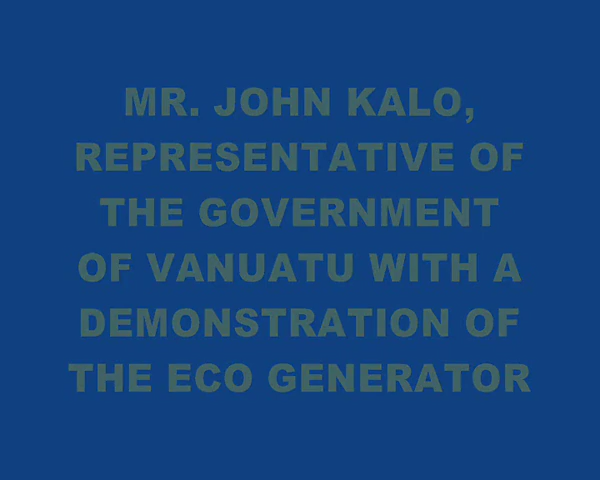 MR. JOHN KALO,
REPRESENTATIVE OF
THE GOVERNMENT
OF VANUATU WITH A
DEMONSTRATION OF
THE ECO GENERATOR